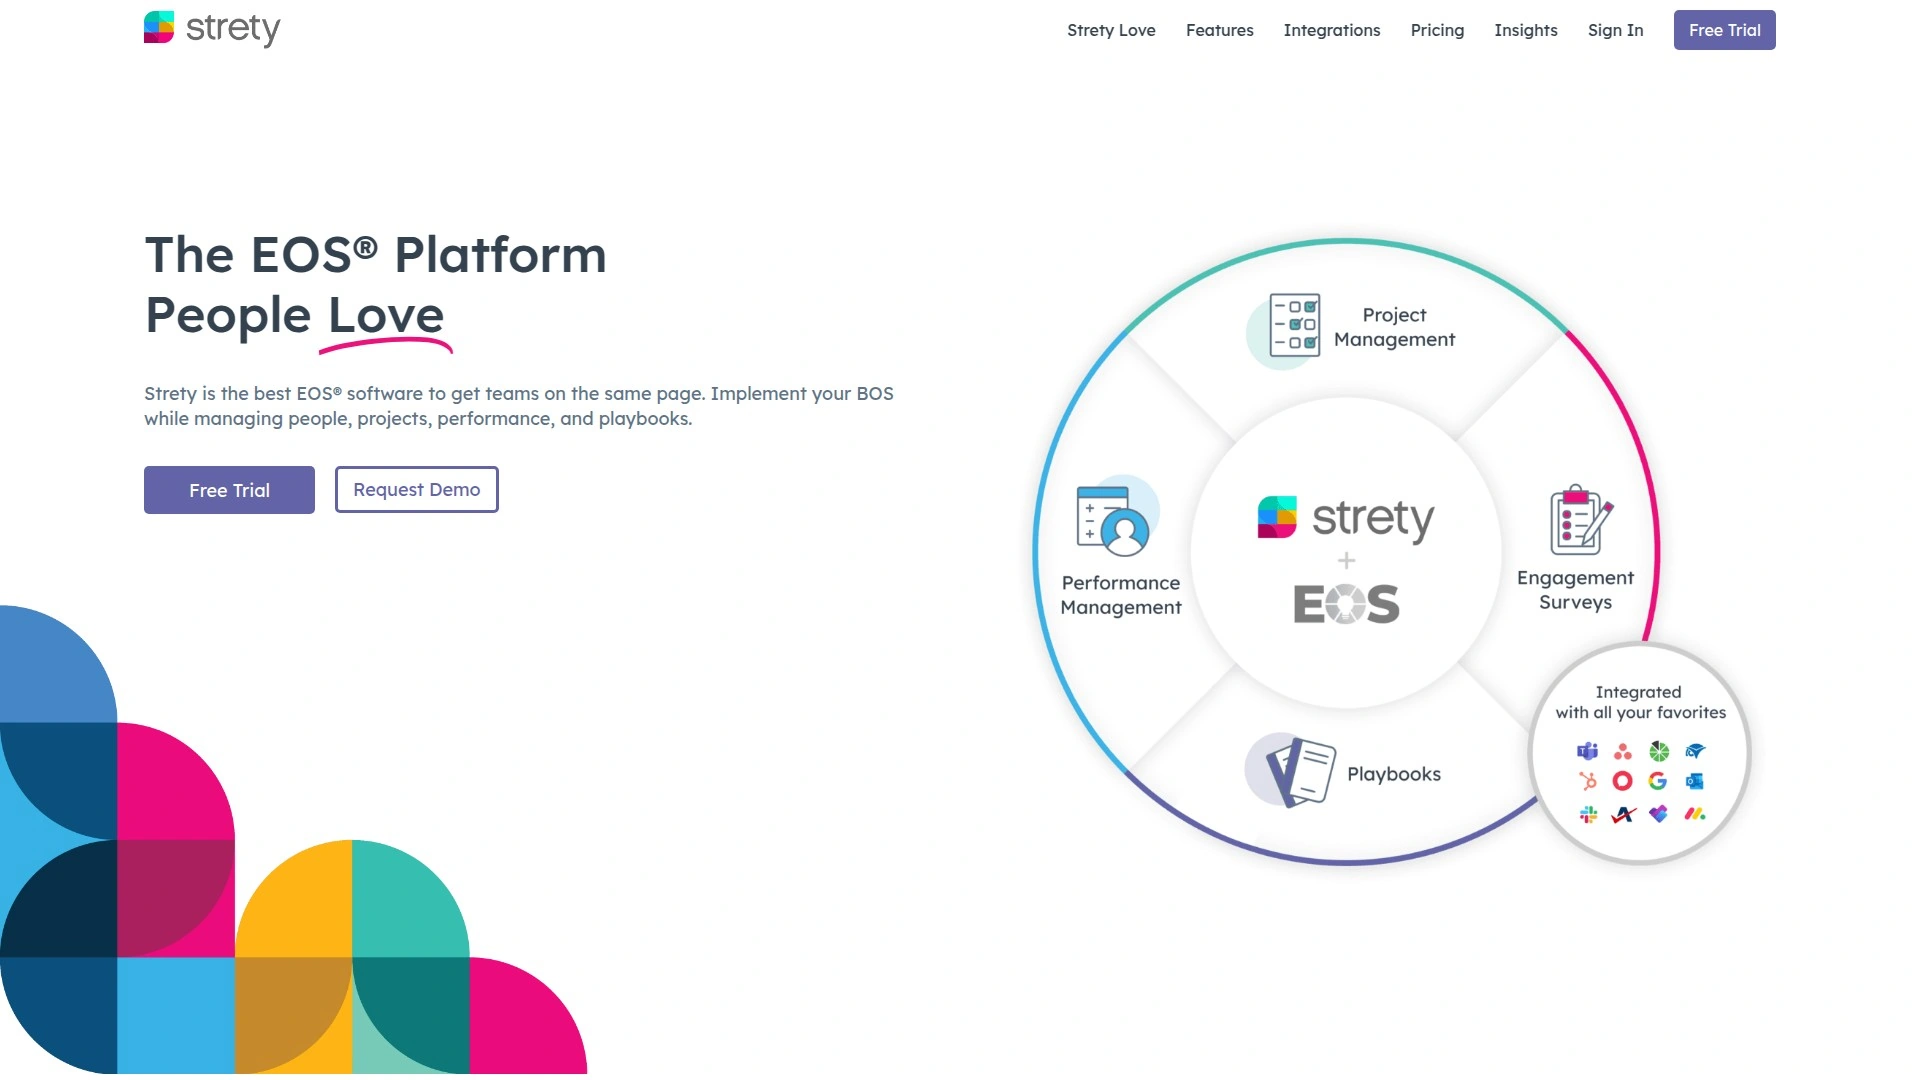 strety
Strety Love
Features
Integrations
Pricing
Insights
Sign In
Free Trial
The EOS® Platform
People Love
Strety is the best EOS® software to get teams on the same page. Implement your BOS
while managing people, projects, performance, and playbooks.
Free Trial
Request Demo
Project
Management
Performance
Management
strety
+
EOS
Engagement
Surveys
Playbooks
Integrated
with all your favorites